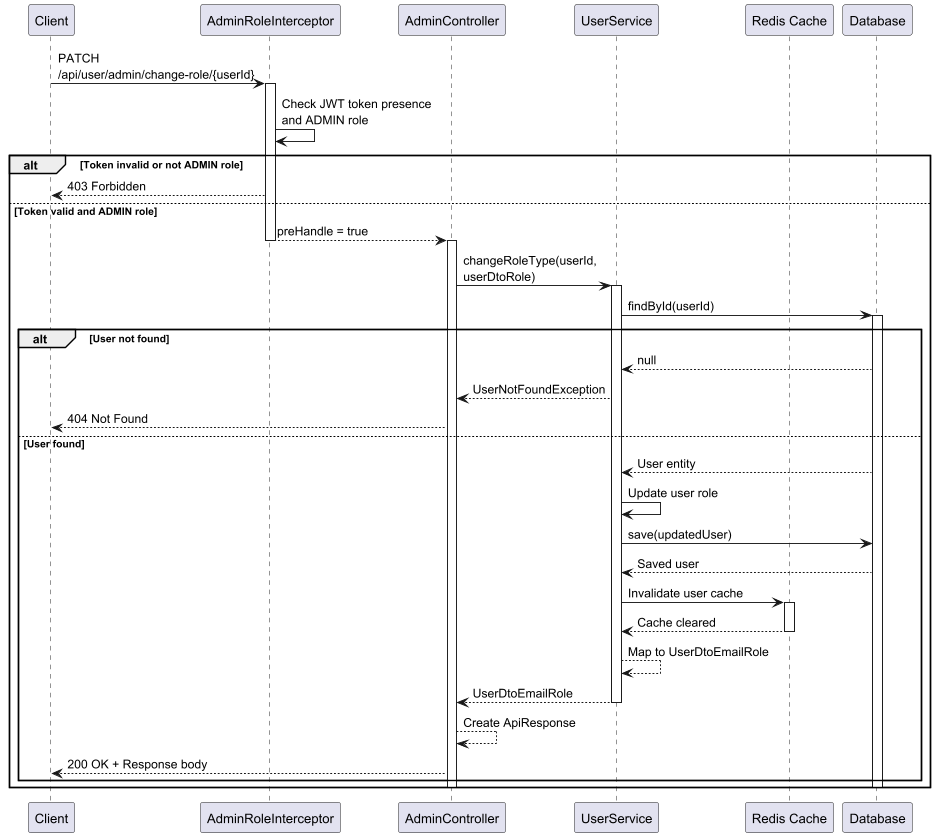 Client
AdminRoleInterceptor
AdminController
UserService
Redis Cache
Database
PATCH
/api/user/admin/change-role/{userId}
Check JWT token presence
and ADMIN role
alt
[Token invalid or not ADMIN role]
403 Forbidden
[Token valid and ADMIN role]
preHandle = true
changeRoleType(userId,
userDtoRole)
findById(userId)
alt
[User not found]
null
UserNotFoundException
404 Not Found
[User found]
User entity
Update user role
save(updatedUser)
Saved user
Invalidate user cache
Cache cleared
Map to UserDtoEmailRole
UserDtoEmailRole
Create ApiResponse
200 OK + Response body
Client
AdminRoleInterceptor
AdminController
UserService
Redis Cache
Database